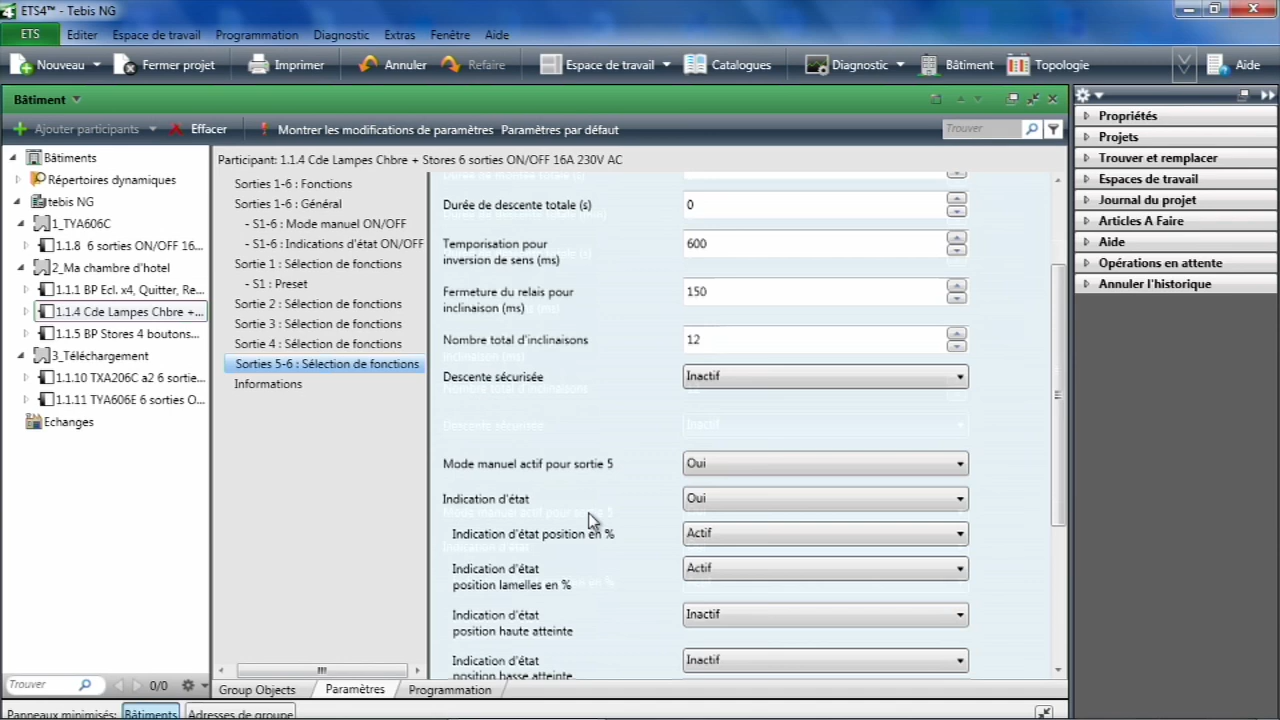 ETS4™ - Tebis NG
ETS Editer Espace de travail Programmation Diagnostic Extras Fenêtre Aide
Nouveau Fermer projet Imprimer Annuler Refaire Espace de travail Catalogues Diagnostic Bâtiment Topologie Aide
Bâtiment
Ajouter participants Effacer Montrer les modifications de paramètres Paramètres par défaut Trouver
Bâtiments
Répertoires dynamiques
tebis NG
1_TYA606C
1.1.8 6 sorties ON/OFF 16...
2_Ma chambre d'hotel
1.1.1 BP Ecl. x4, Quitter, Re...
1.1.4 Cde Lampes Chbre +...
1.1.5 BP Stores 4 boutons...
3_Téléchargement
1.1.10 TXA206C a2 6 sortie...
1.1.11 TYA606E 6 sorties O...
Echanges
Trouver 0/0
Participant: 1.1.4 Cde Lampes Chbre + Stores 6 sorties ON/OFF 16A 230V AC
Sorties 1-6 : Fonctions
Sorties 1-6 : Général
- S1-6 : Mode manuel ON/OFF
- S1-6 : Indications d'état ON/OFF
Sortie 1 : Sélection de fonctions
- S1 : Preset
Sortie 2 : Sélection de fonctions
Sortie 3 : Sélection de fonctions
Sortie 4 : Sélection de fonctions
Sorties 5-6 : Sélection de fonctions
Informations
Durée de descente totale (s) 0
Temporisation pour
inversion de sens (ms) 600
Fermeture du relais pour
inclinaison (ms) 150
Nombre total d'inclinaisons 12
Descente sécurisée Inactif
Mode manuel actif pour sortie 5 Oui
Indication d'état Oui
Indication d'état position en % Actif
Indication d'état
position lamelles en % Actif
Indication d'état
position haute atteinte Inactif
Indication d'état
position basse atteinte Inactif
Group Objects Paramètres Programmation
Propriétés
Projets
Trouver et remplacer
Espaces de travail
Journal du projet
Articles A Faire
Aide
Opérations en attente
Annuler l'historique
Panneaux minimisés: Bâtiments Adresses de groupe